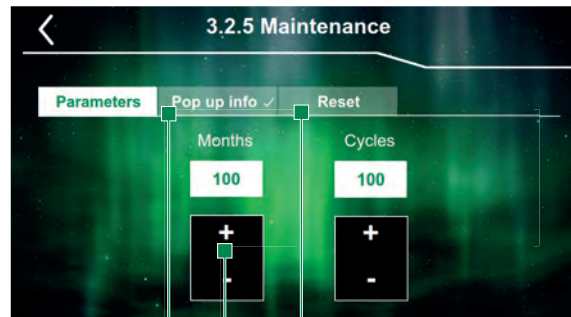 3.2.5 Maintenance
Parameters Pop up info ✓ Reset
Months Cycles
100 100
+ +
- -